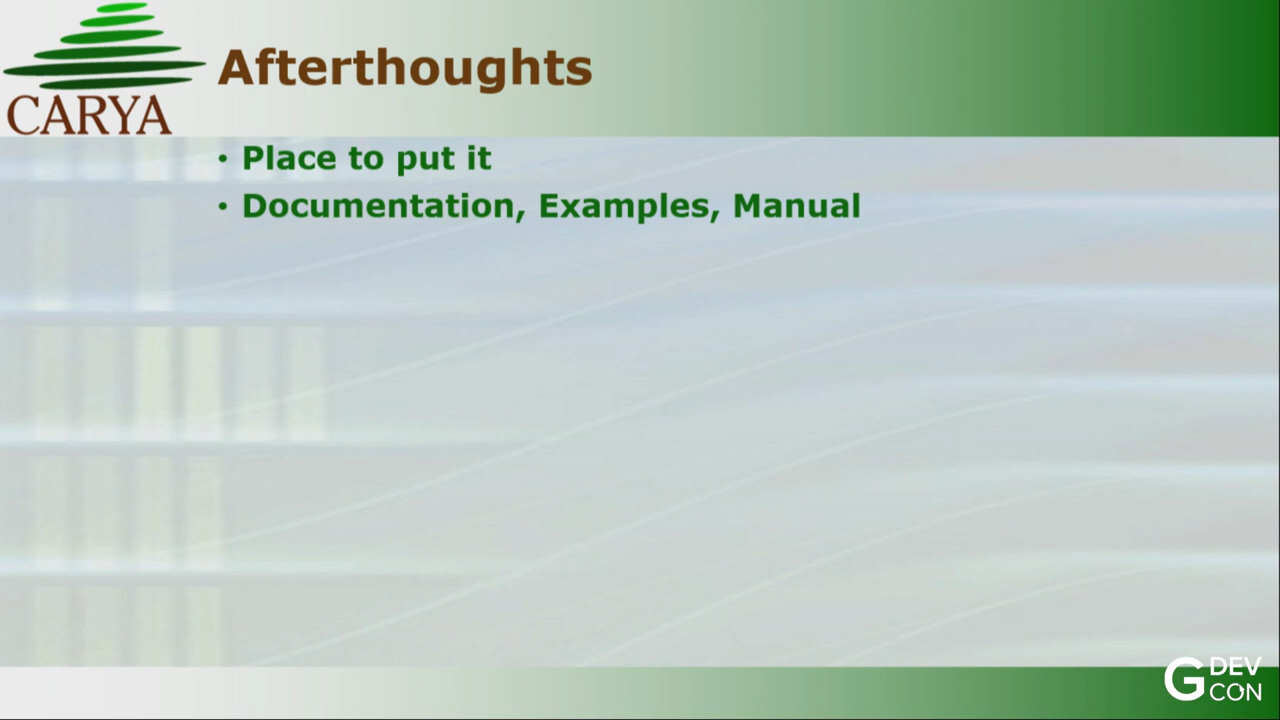 CARYA
Afterthoughts
• Place to put it
• Documentation, Examples, Manual
G DEV
CON